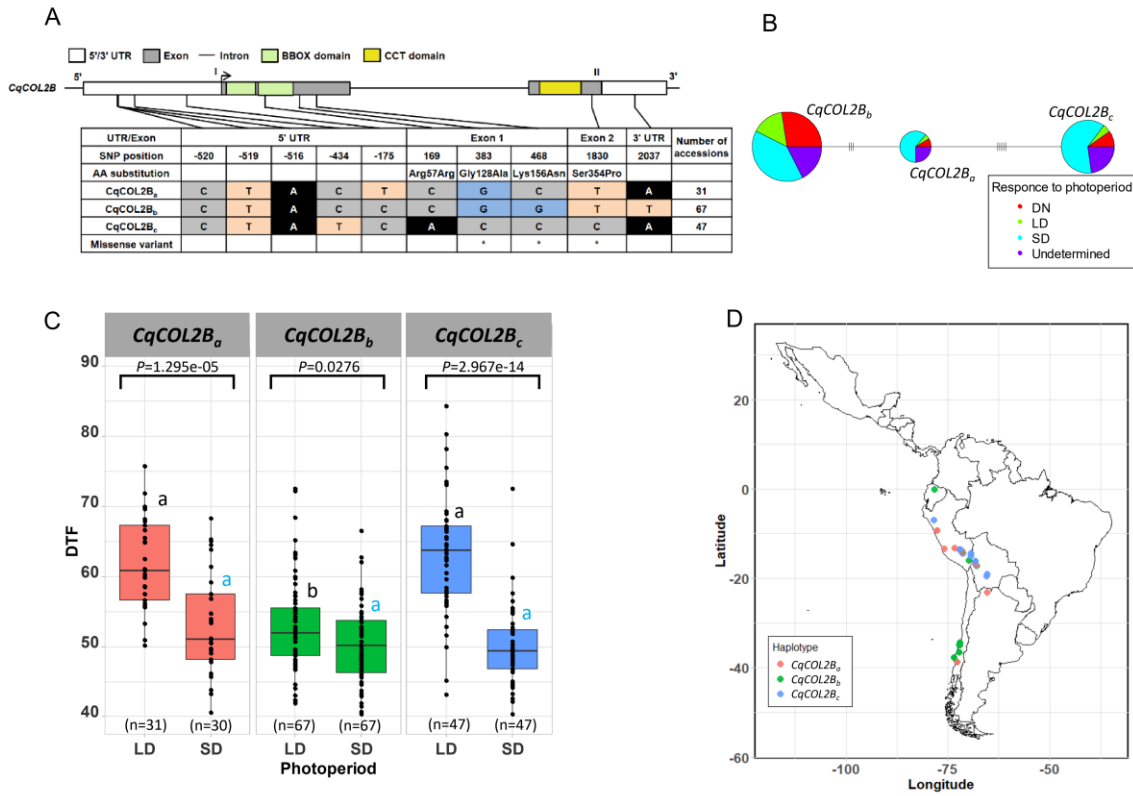 A
5'/3' UTR Exon Intron BBOX domain CCT domain
5' I II 3'
CqCOL2B
UTR/Exon 5' UTR Exon 1 Exon 2 3' UTR Number of accessions
SNP position -520 -519 -516 -434 -175 169 383 468 1830 2037
AA substitution Arg57Arg Gly128Ala Lys156Asn Ser354Pro
CqCOL2Ba C T A C T C G G T A 31
CqCOL2Bb C T A C C C G G T T 67
CqCOL2Bc C T A T C A C C C A 47
Missense variant * * *
B
CqCOL2Bb
CqCOL2Ba
CqCOL2Bc
Responce to photoperiod
DN
LD
SD
Undetermined
C
CqCOL2Ba CqCOL2Bb CqCOL2Bc
P=1.295e-05 P=0.0276 P=2.967e-14
90
80
70
60
50
40
DTF
a a b a a a
(n=31) (n=30) (n=67) (n=67) (n=47) (n=47)
LD SD LD SD LD SD
Photoperiod
D
20
0
-20
-40
-60
Latitude
Haplotype
CqCOL2Ba
CqCOL2Bb
CqCOL2Bc
-100 -75 -50
Longitude